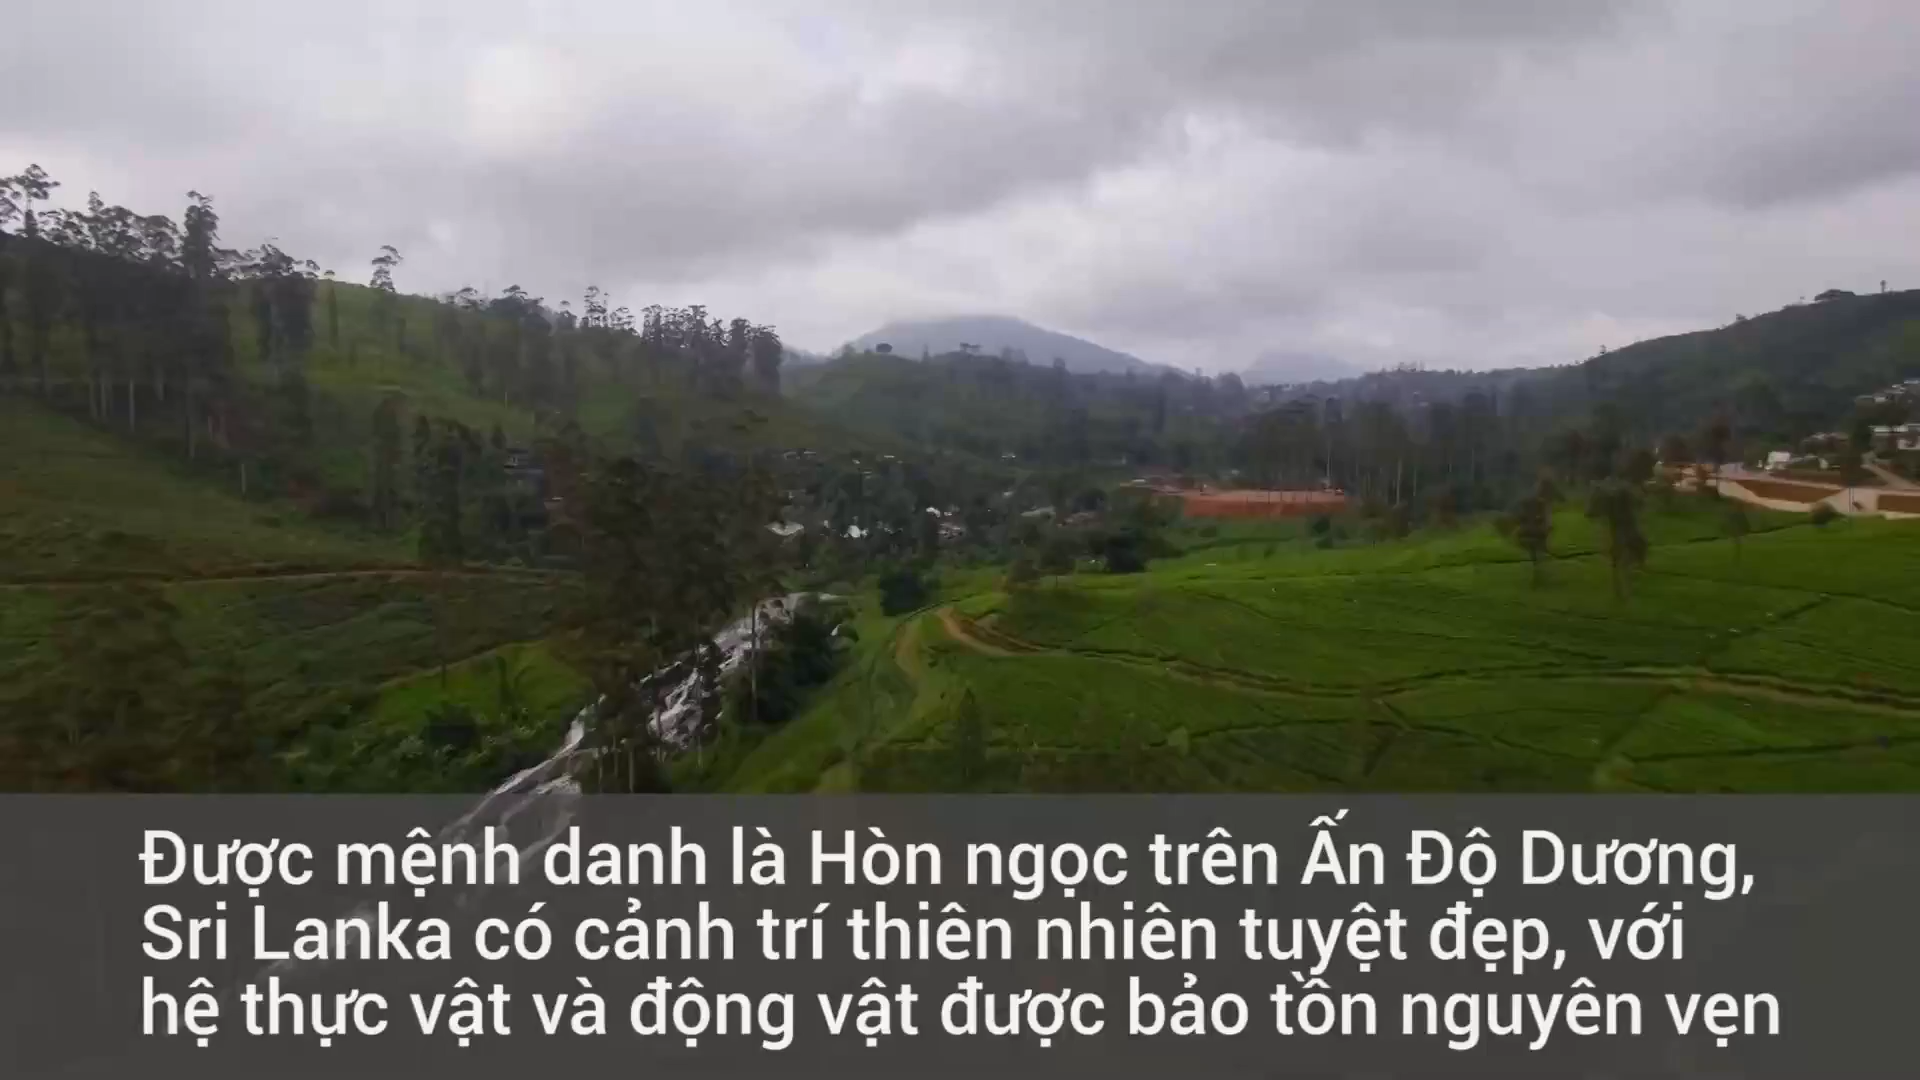 Được mệnh danh là Hòn ngọc trên Ấn Độ Dương,
Sri Lanka có cảnh trí thiên nhiên tuyệt đẹp, với
hệ thực vật và động vật được bảo tồn nguyên vẹn